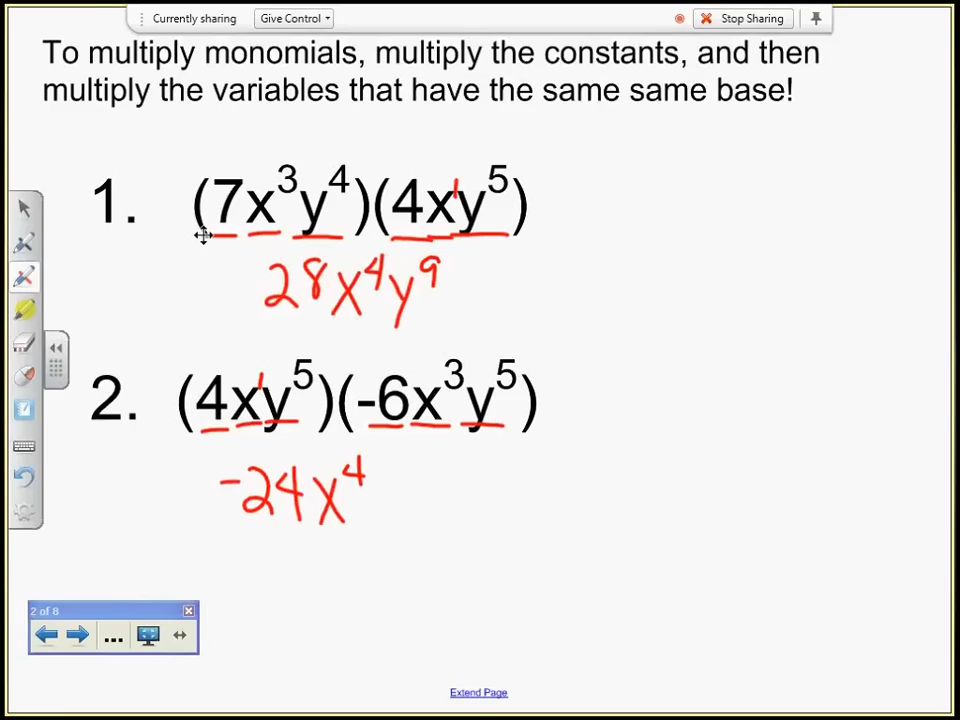 Currently sharing Give Control Stop Sharing
To multiply monomials, multiply the constants, and then
multiply the variables that have the same same base!
1. (7x³y⁴)(4x¹y⁵)
28x⁴y⁹
2. (4x¹y⁵)(-6x³y⁵)
-24x⁴
2 of 8
...
Extend Page